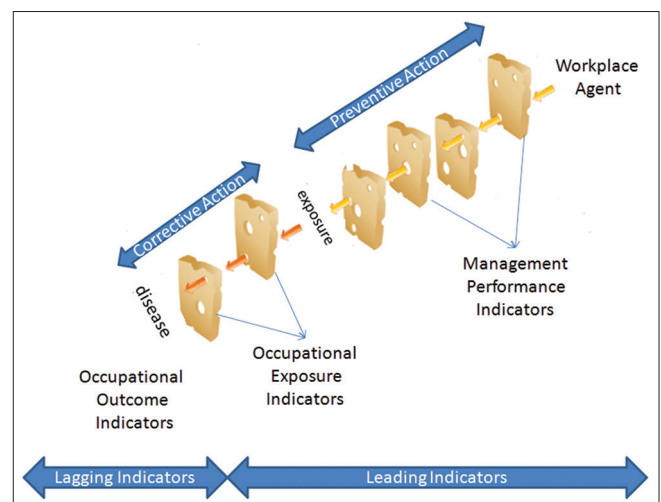 Preventive Action
Workplace
Agent
Corrective Action
exposure
disease
Management
Performance
Indicators
Occupational
Exposure
Indicators
Occupational
Outcome
Indicators
Lagging Indicators
Leading Indicators